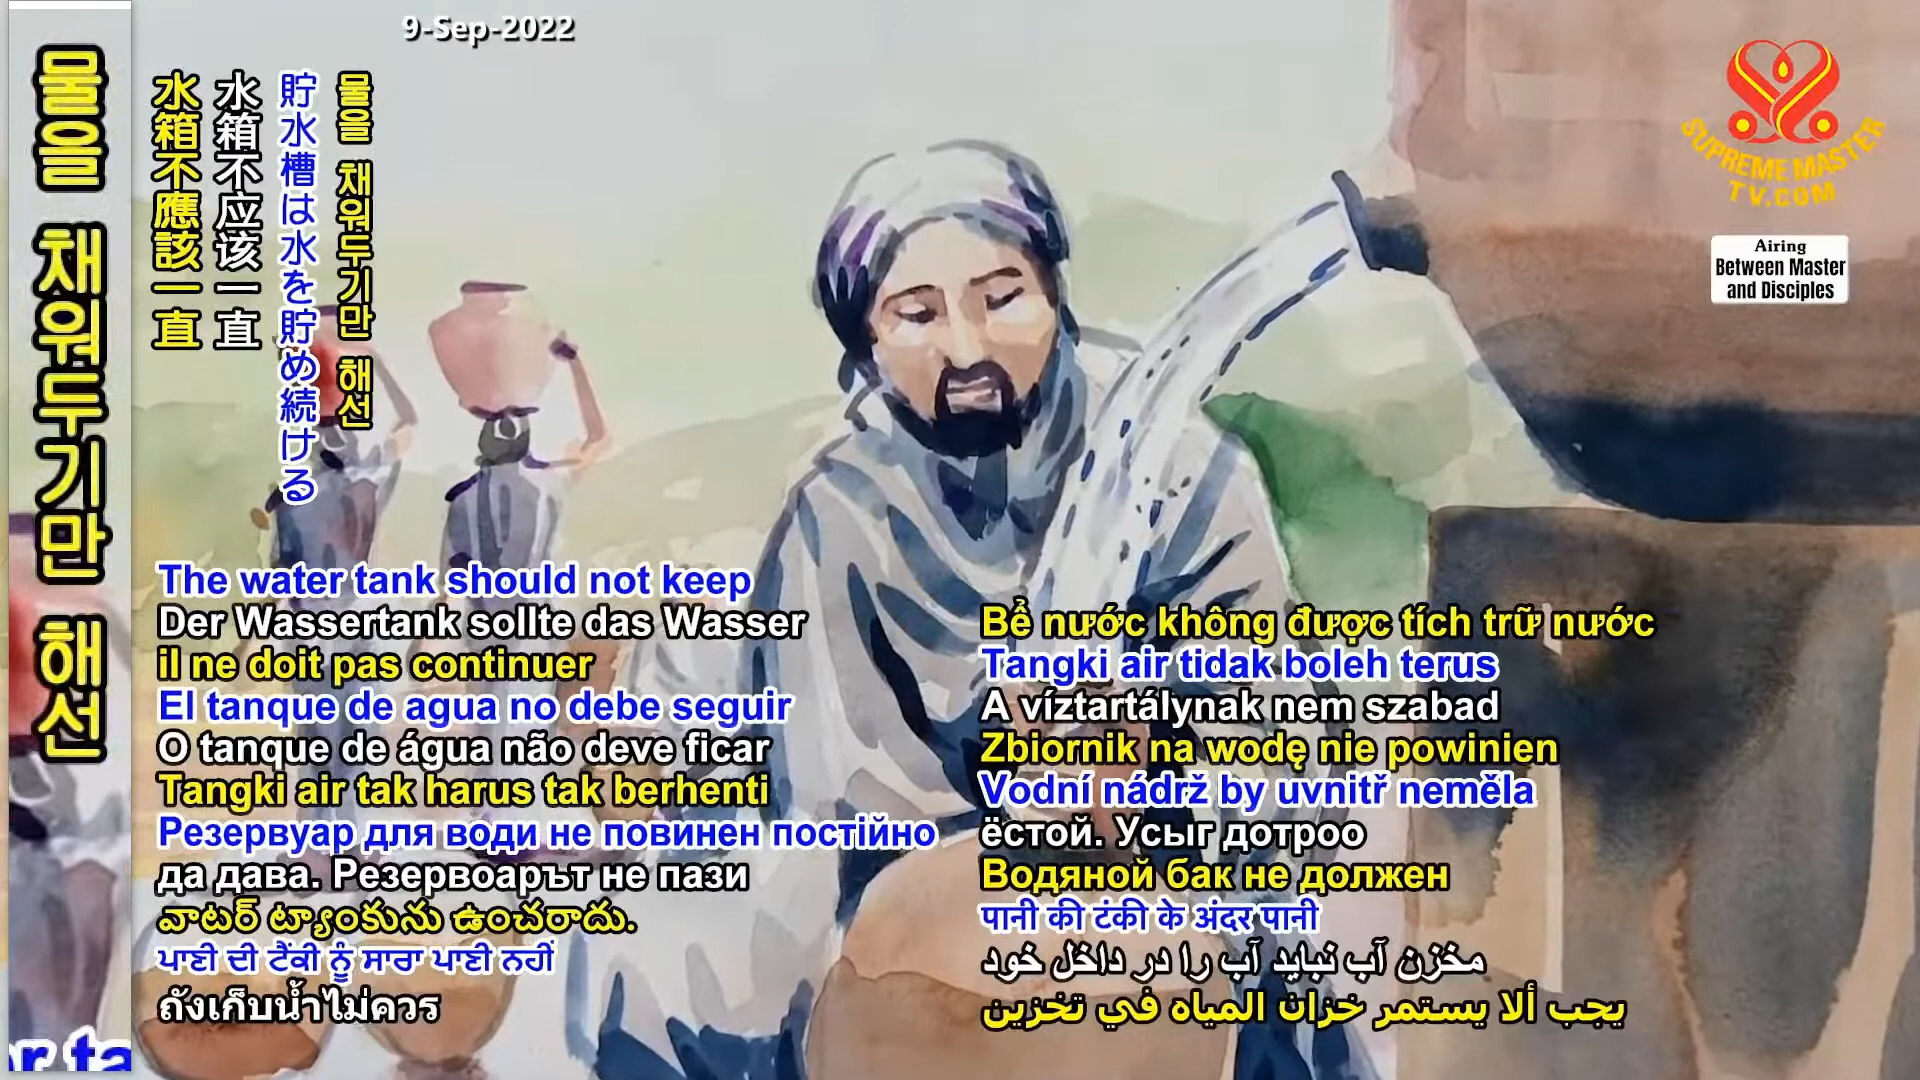 9-Sep-2022
물을 채워두기만 해선
水箱不應該一直
水箱不应该一直
貯水槽は水を貯め続ける
물을 채워두기만 해선
SUPREME MASTER
TV.COM
Airing
Between Master
and Disciples
The water tank should not keep
Der Wassertank sollte das Wasser
il ne doit pas continuer
El tanque de agua no debe seguir
O tanque de água não deve ficar
Tangki air tak harus tak berhenti
Резервуар для води не повинен постійно
да дава. Резервоарът не пази
వాటర్ ట్యాంకును ఉంచరాదు.
ਪਾਣੀ ਦੀ ਟੈਂਕੀ ਨੂੰ ਸਾਰਾ ਪਾਣੀ ਨਹੀਂ
ถังเก็บน้ำไม่ควร
Bể nước không được tích trữ nước
Tangki air tidak boleh terus
A víztartálynak nem szabad
Zbiornik na wodę nie powinien
Vodní nádrž by uvnitř neměla
ёстой. Усыг дотроо
Водяной бак не должен
पानी की टंकी के अंदर पानी
مخزن آب نباید آب را در داخل خود
يجب ألا يستمر خزان المياه في تخزين
r ta